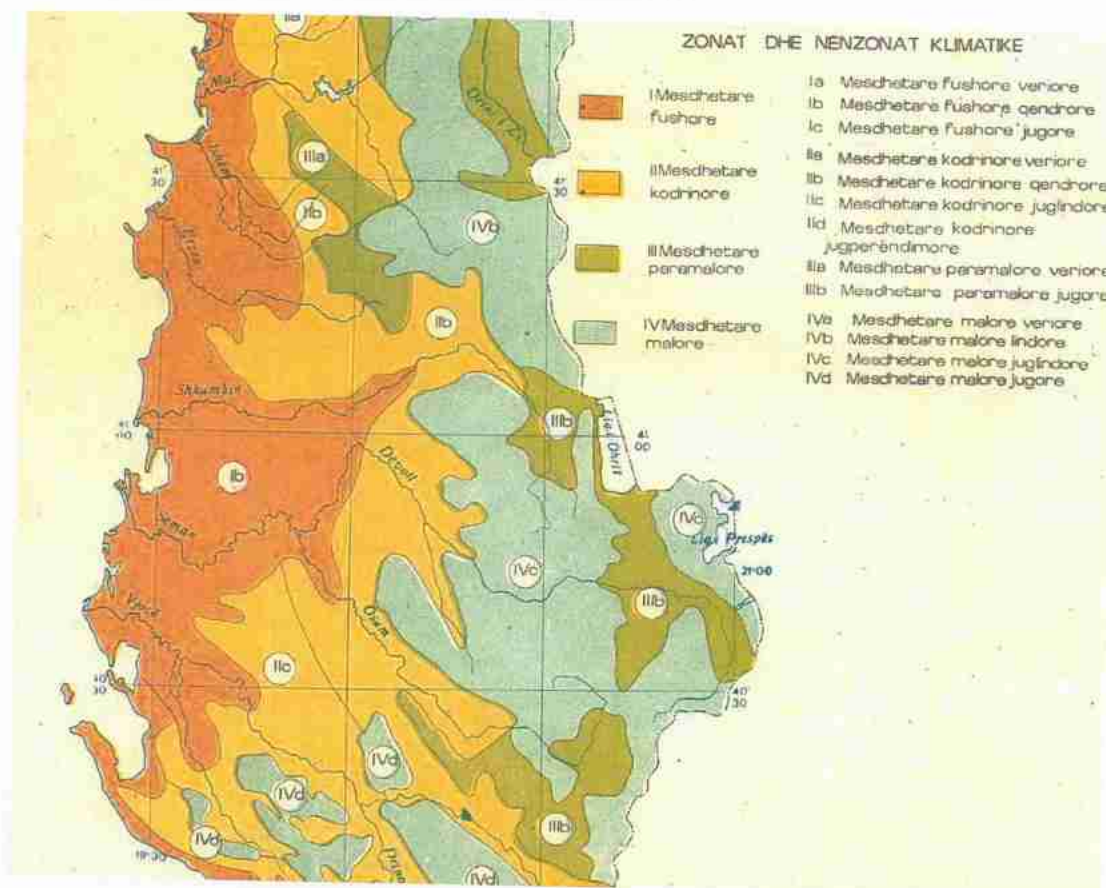 ZONAT DHE NENZONAT KLIMATIKE
I Mesdhetare
fushore
II Mesdhetare
kodrinore
III Mesdhetare
paramalore
IV Mesdhetare
malore
Ia Mesdhetare fushore veriore
Ib Mesdhetare fushore qendrore
Ic Mesdhetare fushore jugore
IIa Mesdhetare kodrinore veriore
IIb Mesdhetare kodrinore qendrore
IIc Mesdhetare kodrinore juglindore
IId Mesdhetare kodrinore
jugperëndimore
IIIa Mesdhetare paramalore veriore
IIIb Mesdhetare paramalore jugore
IVa Mesdhetare malore veriore
IVb Mesdhetare malore lindore
IVc Mesdhetare malore juglindore
IVd Mesdhetare malore jugore
IIa
Mat
Ishëm
IIIa
41
30
41
30
IIb
IVb
Erzen
IIb
Shkumbin
IIIb
Liqeni Ohrit
41
00
Ib
Devoll
Seman
IVc
Liqeni Prespës
21°00
IVc
IIIb
Osum
IIc
40
30
40
30
IVd
IVd
IVd
IIIb
19°30
IVd